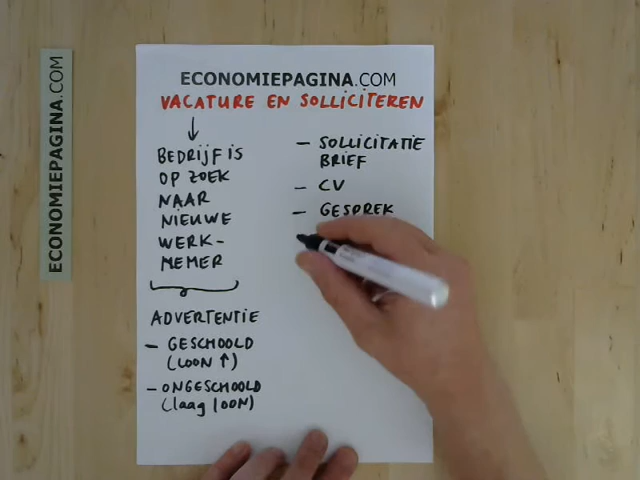 ECONOMIEPAGINA.COM
ECONOMIEPAGINA.COM
VACATURE EN SOLLICITEREN
BEDRIJF IS
OP ZOEK
NAAR
NIEUWE
WERK-
NEMER
ADVERTENTIE
- GESCHOOLD
(LOON ↑)
- ONGESCHOOLD
(laag LOON)
- SOLLICITATIE
BRIEF
- CV
- GESPREK